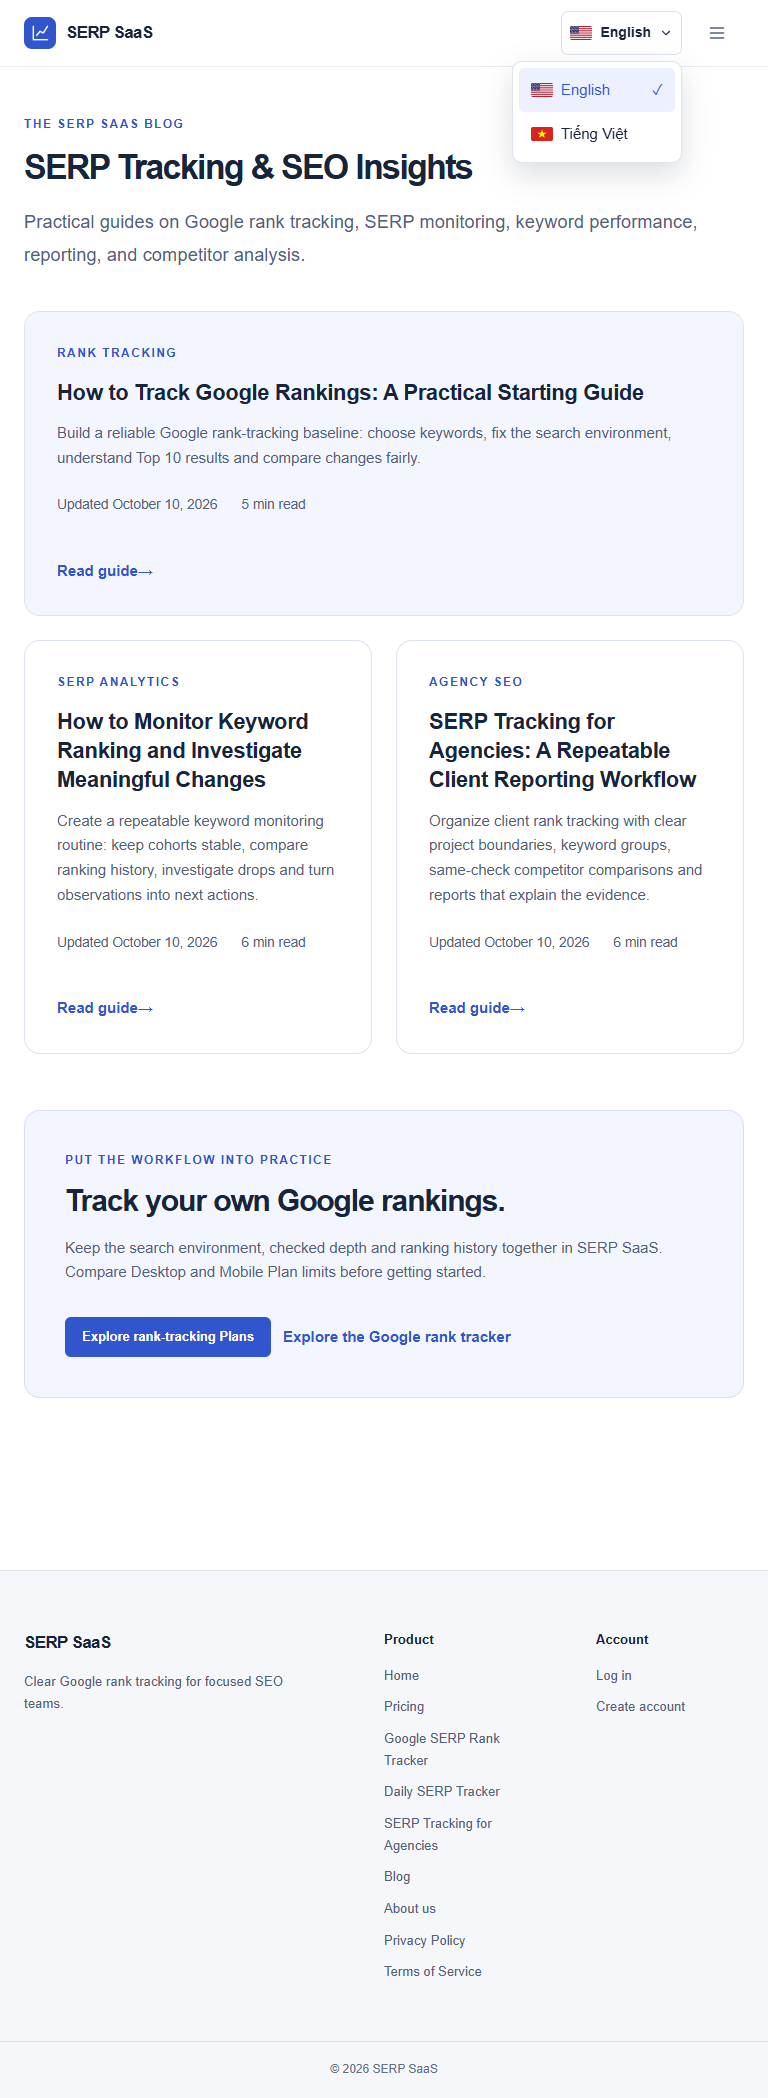 SERP SaaS
English
English ✓
Tiếng Việt
THE SERP SAAS BLOG
SERP Tracking & SEO Insights
Practical guides on Google rank tracking, SERP monitoring, keyword performance,
reporting, and competitor analysis.
RANK TRACKING
How to Track Google Rankings: A Practical Starting Guide
Build a reliable Google rank-tracking baseline: choose keywords, fix the search environment,
understand Top 10 results and compare changes fairly.
Updated October 10, 2026 5 min read
Read guide→
SERP ANALYTICS
How to Monitor Keyword
Ranking and Investigate
Meaningful Changes
Create a repeatable keyword monitoring
routine: keep cohorts stable, compare
ranking history, investigate drops and turn
observations into next actions.
Updated October 10, 2026 6 min read
Read guide→
AGENCY SEO
SERP Tracking for
Agencies: A Repeatable
Client Reporting Workflow
Organize client rank tracking with clear
project boundaries, keyword groups,
same-check competitor comparisons and
reports that explain the evidence.
Updated October 10, 2026 6 min read
Read guide→
PUT THE WORKFLOW INTO PRACTICE
Track your own Google rankings.
Keep the search environment, checked depth and ranking history together in SERP SaaS.
Compare Desktop and Mobile Plan limits before getting started.
Explore rank-tracking Plans Explore the Google rank tracker
SERP SaaS
Clear Google rank tracking for focused SEO
teams.
Product
Home
Pricing
Google SERP Rank
Tracker
Daily SERP Tracker
SERP Tracking for
Agencies
Blog
About us
Privacy Policy
Terms of Service
Account
Log in
Create account
© 2026 SERP SaaS